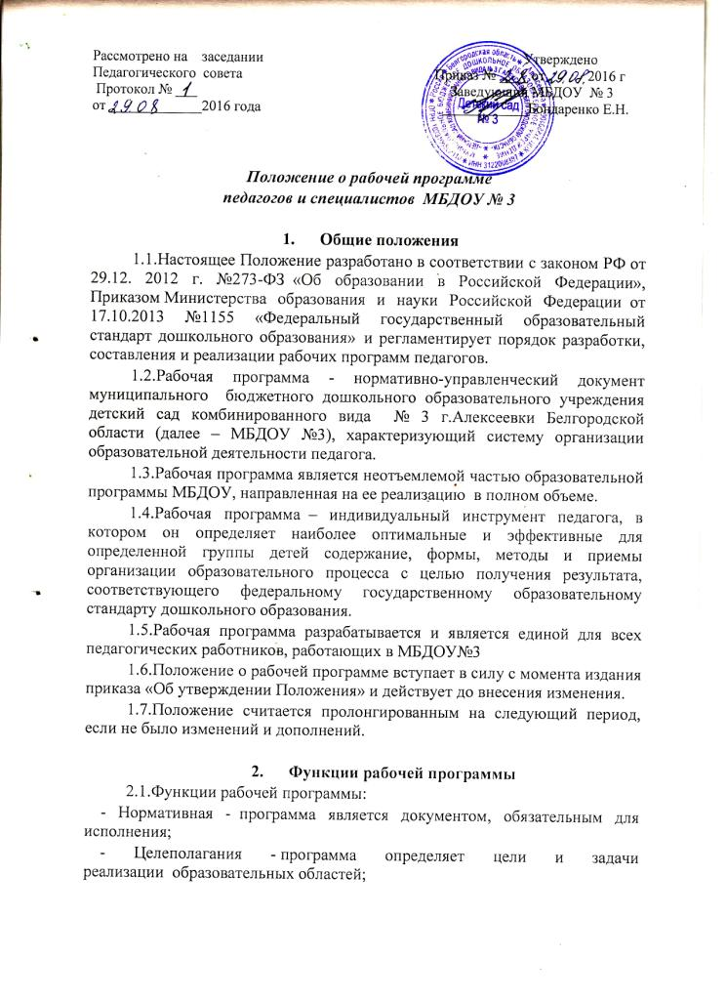 Рассмотрено на заседании
Педагогического совета
Протокол № 1
от 29.08 2016 года
Утверждено
Приказ № от 29.08.2016 г
Заведующий МБДОУ № 3
Бондаренко Е.Н.
Детский сад
№ 3
Положение о рабочей программе
педагогов и специалистов МБДОУ № 3
1. Общие положения
1.1.Настоящее Положение разработано в соответствии с законом РФ от
29.12. 2012 г. №273-ФЗ «Об образовании в Российской Федерации»,
Приказом Министерства образования и науки Российской Федерации от
17.10.2013 №1155 «Федеральный государственный образовательный
стандарт дошкольного образования» и регламентирует порядок разработки,
составления и реализации рабочих программ педагогов.
1.2.Рабочая программа - нормативно-управленческий документ
муниципального бюджетного дошкольного образовательного учреждения
детский сад комбинированного вида № 3 г.Алексеевки Белгородской
области (далее – МБДОУ №3), характеризующий систему организации
образовательной деятельности педагога.
1.3.Рабочая программа является неотъемлемой частью образовательной
программы МБДОУ, направленная на ее реализацию в полном объеме.
1.4.Рабочая программа – индивидуальный инструмент педагога, в
котором он определяет наиболее оптимальные и эффективные для
определенной группы детей содержание, формы, методы и приемы
организации образовательного процесса с целью получения результата,
соответствующего федеральному государственному образовательному
стандарту дошкольного образования.
1.5.Рабочая программа разрабатывается и является единой для всех
педагогических работников, работающих в МБДОУ№3
1.6.Положение о рабочей программе вступает в силу с момента издания
приказа «Об утверждении Положения» и действует до внесения изменения.
1.7.Положение считается пролонгированным на следующий период,
если не было изменений и дополнений.
2. Функции рабочей программы
2.1.Функции рабочей программы:
- Нормативная - программа является документом, обязательным для
исполнения;
- Целеполагания - программа определяет цели и задачи
реализации образовательных областей;